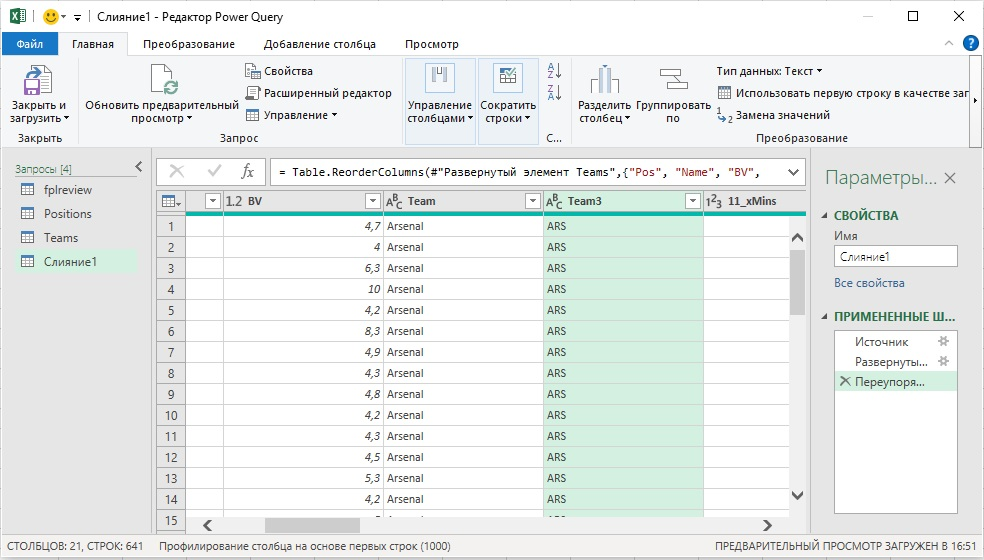 Слияние1 - Редактор Power Query
Файл Главная Преобразование Добавление столбца Просмотр
Закрыть и загрузить
Закрыть
Обновить предварительный просмотр
Свойства
Расширенный редактор
Управление
Запрос
Управление столбцами
Сократить строки
С...
Разделить столбец
Группировать по
Тип данных: Текст
Использовать первую строку в качестве заг
Замена значений
Преобразование
Запросы [4]
fplreview
Positions
Teams
Слияние1
= Table.ReorderColumns(#"Развернутый элемент Teams",{"Pos", "Name", "BV",
1.2 BV ABC Team ABC Team3 123 11_xMins
1 4,7 Arsenal ARS
2 4 Arsenal ARS
3 6,3 Arsenal ARS
4 10 Arsenal ARS
5 4,2 Arsenal ARS
6 8,3 Arsenal ARS
7 4,9 Arsenal ARS
8 4,3 Arsenal ARS
9 4,8 Arsenal ARS
10 4,2 Arsenal ARS
11 4,3 Arsenal ARS
12 4,5 Arsenal ARS
13 5,3 Arsenal ARS
14 4,2 Arsenal ARS
15
Параметры...
СВОЙСТВА
Имя
Слияние1
Все свойства
ПРИМЕНЕННЫЕ Ш...
Источник
Развернуты...
Переупоря...
СТОЛБЦОВ: 21, СТРОК: 641 Профилирование столбца на основе первых строк (1000) ПРЕДВАРИТЕЛЬНЫЙ ПРОСМОТР ЗАГРУЖЕН В 16:51